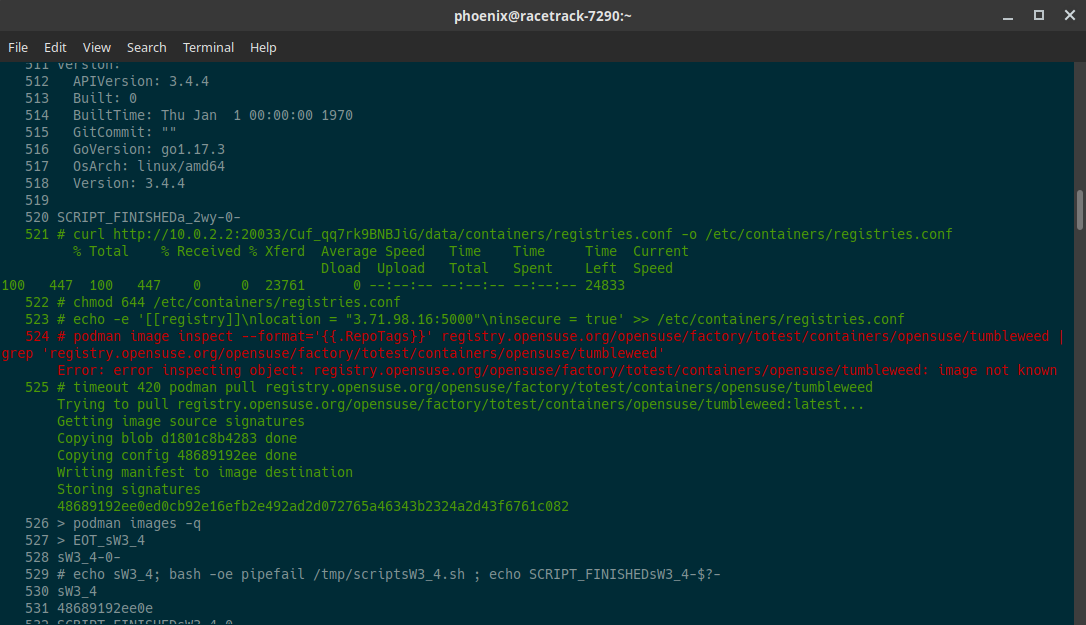 phoenix@racetrack-7290:~
File Edit View Search Terminal Help
511 Version:
512   APIVersion: 3.4.4
513   Built: 0
514   BuiltTime: Thu Jan  1 00:00:00 1970
515   GitCommit: ""
516   GoVersion: go1.17.3
517   OsArch: linux/amd64
518   Version: 3.4.4
519
520 SCRIPT_FINISHEDa_2wy-0-
521 # curl http://10.0.2.2:20033/Cuf_qq7rk9BNBJiG/data/containers/registries.conf -o /etc/containers/registries.conf
% Total    % Received % Xferd  Average Speed   Time    Time     Time  Current
Dload  Upload   Total   Spent    Left  Speed
100   447  100   447    0     0  23761      0 --:--:-- --:--:-- --:--:-- 24833
522 # chmod 644 /etc/containers/registries.conf
523 # echo -e '[[registry]]\nlocation = "3.71.98.16:5000"\ninsecure = true' >> /etc/containers/registries.conf
524 # podman image inspect --format='{{.RepoTags}}' registry.opensuse.org/opensuse/factory/totest/containers/opensuse/tumbleweed |
grep 'registry.opensuse.org/opensuse/factory/totest/containers/opensuse/tumbleweed'
Error: error inspecting object: registry.opensuse.org/opensuse/factory/totest/containers/opensuse/tumbleweed: image not known
525 # timeout 420 podman pull registry.opensuse.org/opensuse/factory/totest/containers/opensuse/tumbleweed
Trying to pull registry.opensuse.org/opensuse/factory/totest/containers/opensuse/tumbleweed:latest...
Getting image source signatures
Copying blob d1801c8b4283 done
Copying config 48689192ee done
Writing manifest to image destination
Storing signatures
48689192ee0ed0cb92e16efb2e492ad2d072765a46343b2324a2d43f6761c082
526 > podman images -q
527 > EOT_sW3_4
528 sW3_4-0-
529 # echo sW3_4; bash -oe pipefail /tmp/scriptsW3_4.sh ; echo SCRIPT_FINISHEDsW3_4-$?-
530 sW3_4
531 48689192ee0e
532 SCRIPT_FINISHEDsW3_4-0-